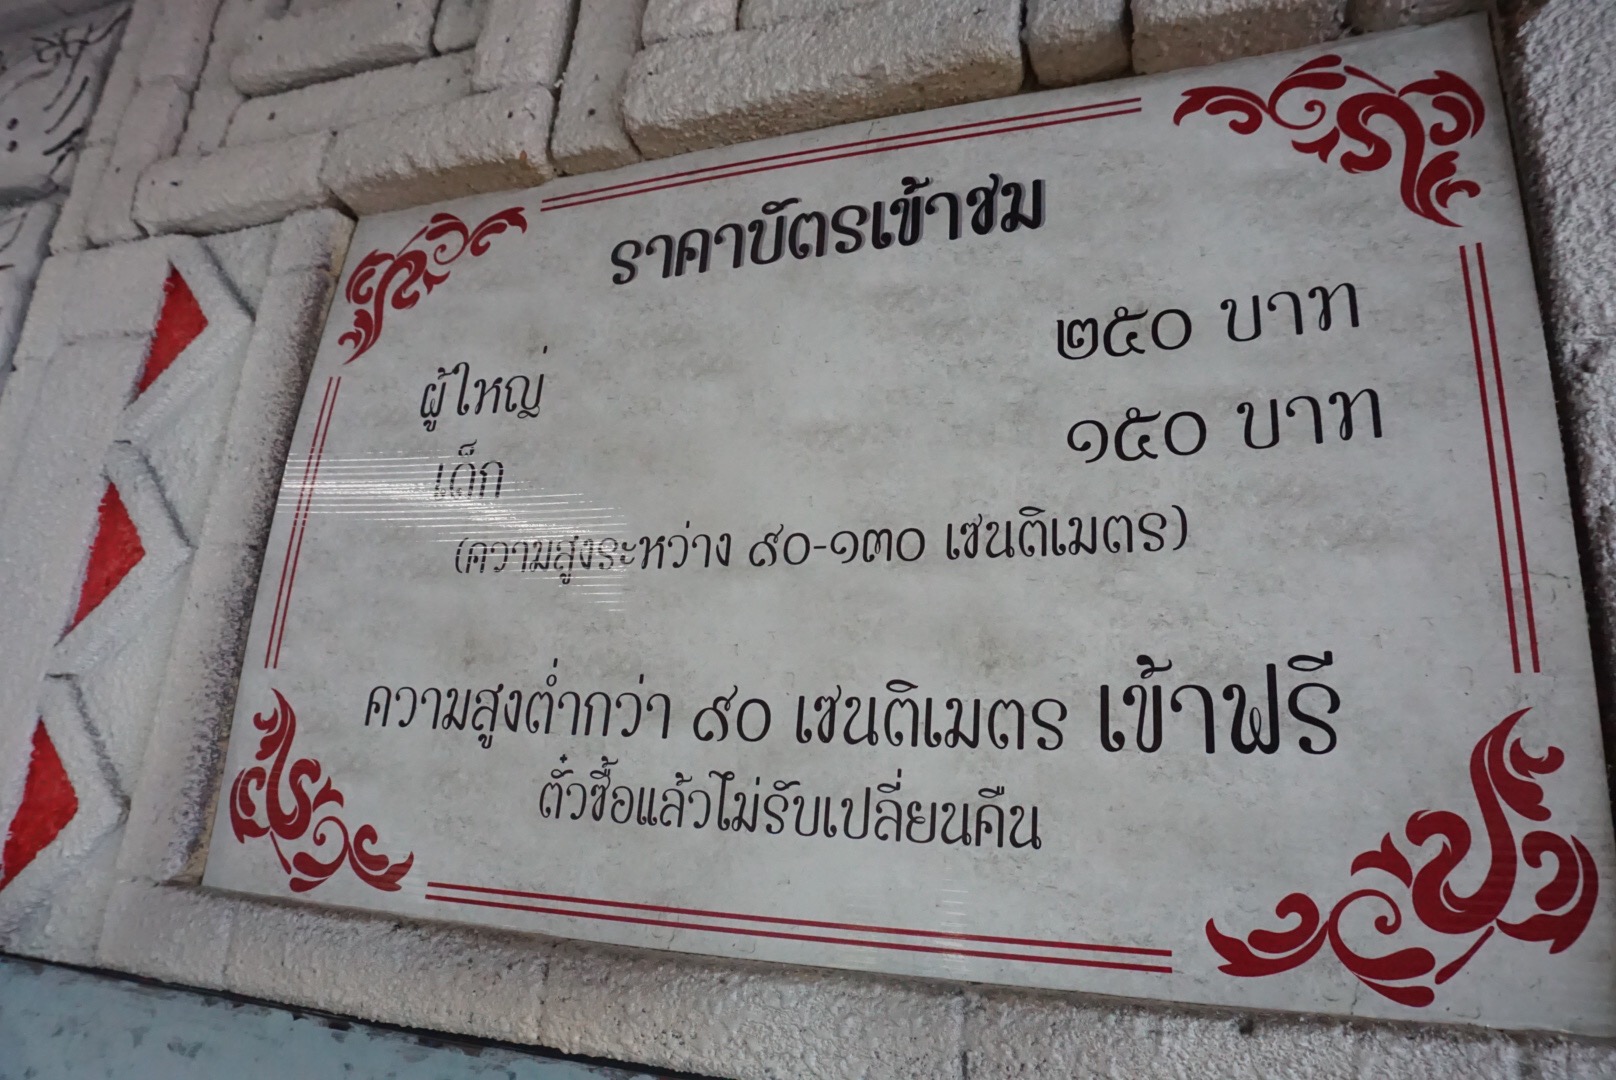 ราคาบัตรเข้าชม
ผู้ใหญ่ ๒๕๐ บาท
เด็ก ๑๕๐ บาท
(ความสูงระหว่าง ๙๐-๑๓๐ เซนติเมตร)
ความสูงต่ำกว่า ๙๐ เซนติเมตร เข้าฟรี
ตั๋วซื้อแล้วไม่รับเปลี่ยนคืน